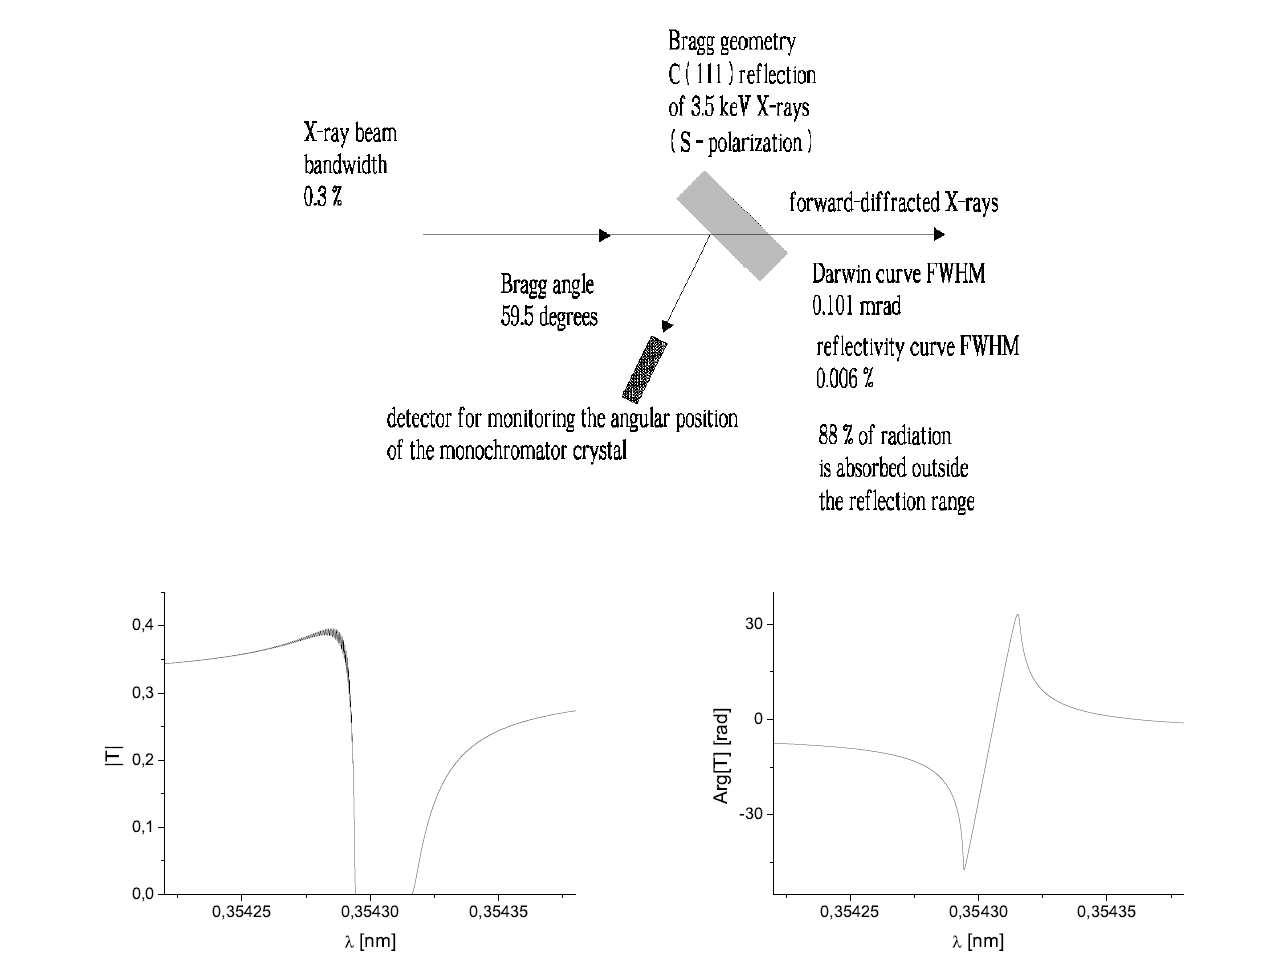 Bragg geometry
C ( 111 ) reflection
of 3.5 keV X-rays
( S - polarization )
X-ray beam
bandwidth
0.3 %
forward-diffracted X-rays
Bragg angle
59.5 degrees
Darwin curve FWHM
0.101 mrad
reflectivity curve FWHM
0.006 %
detector for monitoring the angular position
of the monochromator crystal
88 % of radiation
is absorbed outside
the reflection range
0,4
0,3
0,2
0,1
0,0
|T|
0,35425
0,35430
0,35435
λ [nm]
30
0
-30
Arg[T] [rad]
0,35425
0,35430
0,35435
λ [nm]